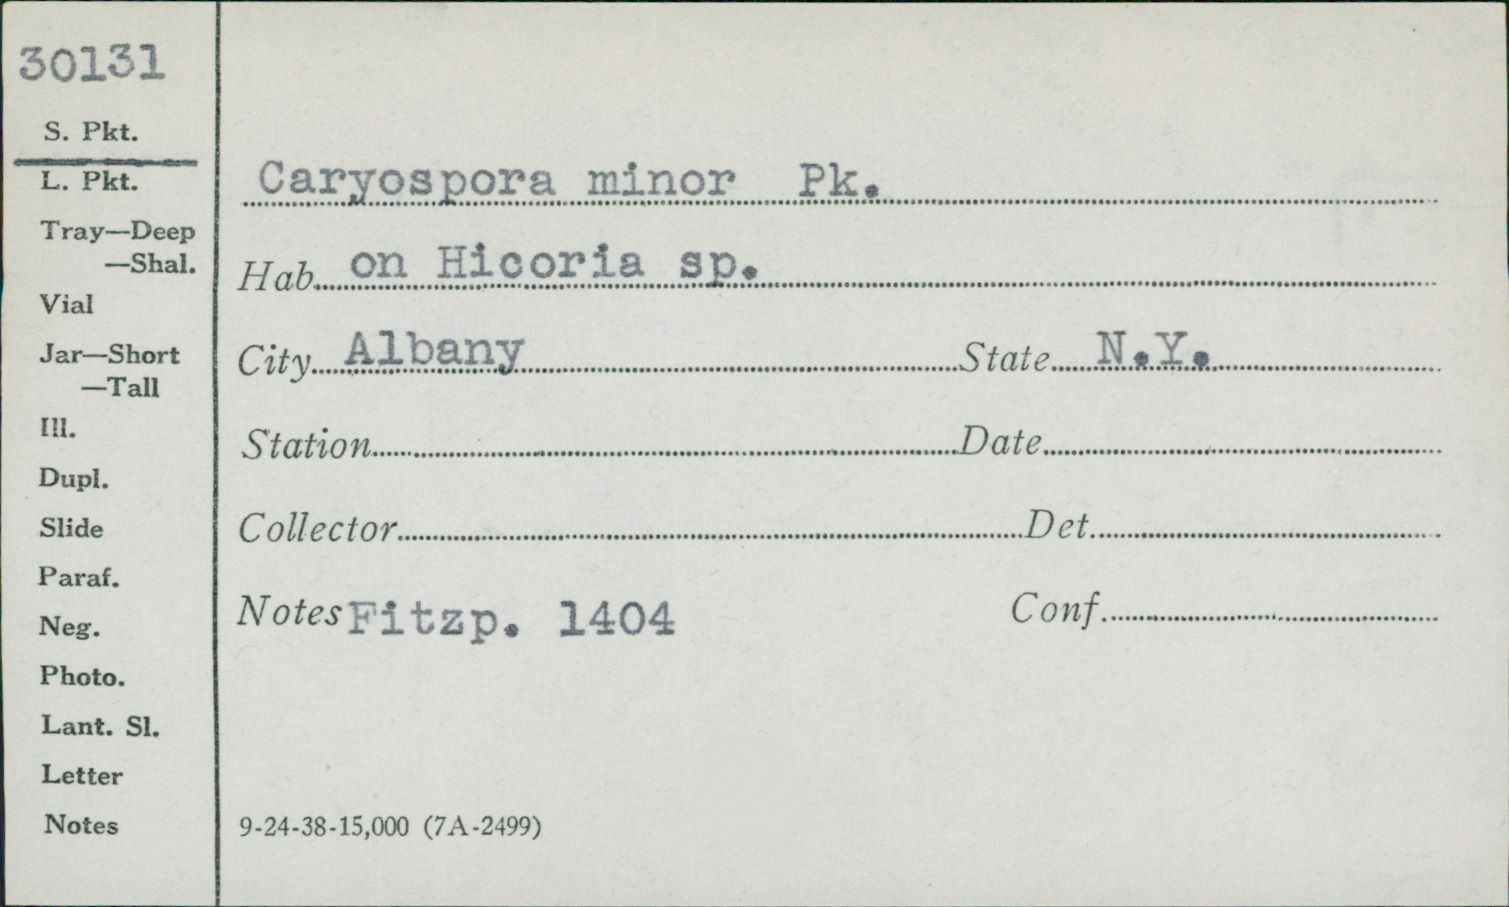 30131
S. Pkt.
L. Pkt.
Tray—Deep
—Shal.
Vial
Jar—Short
—Tall
Ill.
Dupl.
Slide
Paraf.
Neg.
Photo.
Lant. Sl.
Letter
Notes
Caryospora minor Pk.
Hab. on Hicoria sp.
City Albany State N.Y.
Station Date
Collector Det.
Notes Fitzp. 1404 Conf.
9-24-38-15,000 (7A-2499)